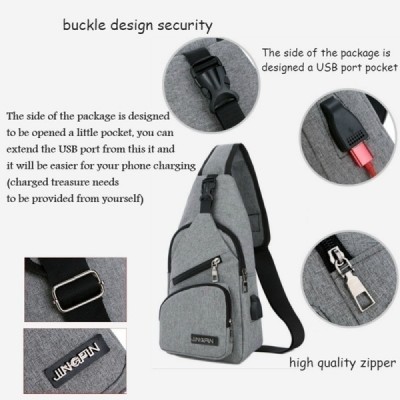 buckle design security
The side of the package is
designed a USB port pocket
The side of the package is designed
to be opened a little pocket, you can
extend the USB port from this it and
it will be easier for your phone charging
(charged treasure needs
to be provided from yourself)
high quality zipper